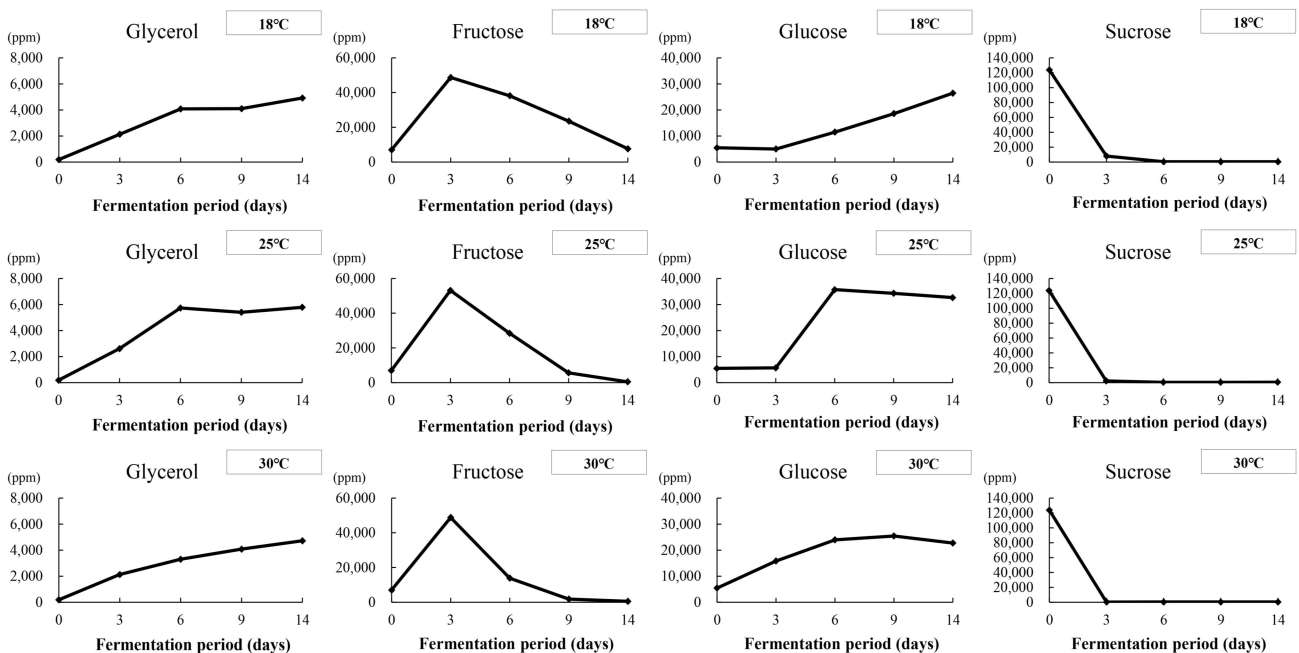 Glycerol 18℃
(ppm)
8,000
6,000
4,000
2,000
0
0 3 6 9 14
Fermentation period (days)
Fructose 18℃
(ppm)
60,000
40,000
20,000
0
0 3 6 9 14
Fermentation period (days)
Glucose 18℃
(ppm)
40,000
30,000
20,000
10,000
0
0 3 6 9 14
Fermentation period (days)
Sucrose 18℃
(ppm)
140,000
120,000
100,000
80,000
60,000
40,000
20,000
0
0 3 6 9 14
Fermentation period (days)
Glycerol 25℃
(ppm)
8,000
6,000
4,000
2,000
0
0 3 6 9 14
Fermentation period (days)
Fructose 25℃
(ppm)
60,000
40,000
20,000
0
0 3 6 9 14
Fermentation period (days)
Glucose 25℃
(ppm)
40,000
30,000
20,000
10,000
0
0 3 6 9 14
Fermentation period (days)
Sucrose 25℃
(ppm)
140,000
120,000
100,000
80,000
60,000
40,000
20,000
0
0 3 6 9 14
Fermentation period (days)
Glycerol 30℃
(ppm)
8,000
6,000
4,000
2,000
0
0 3 6 9 14
Fermentation period (days)
Fructose 30℃
(ppm)
60,000
40,000
20,000
0
0 3 6 9 14
Fermentation period (days)
Glucose 30℃
(ppm)
40,000
30,000
20,000
10,000
0
0 3 6 9 14
Fermentation period (days)
Sucrose 30℃
(ppm)
140,000
120,000
100,000
80,000
60,000
40,000
20,000
0
0 3 6 9 14
Fermentation period (days)